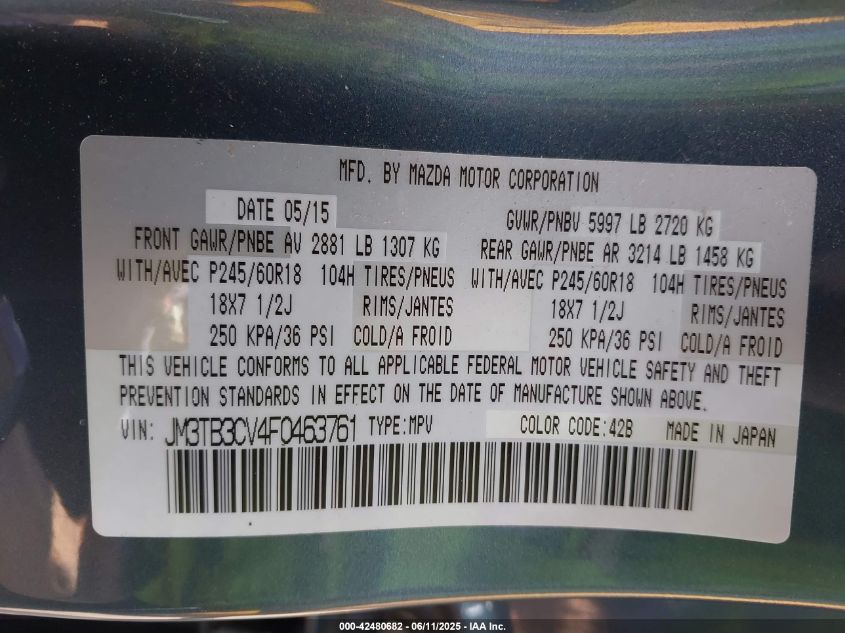 MFD. BY MAZDA MOTOR CORPORATION
DATE 05/15 GVWR/PNBV 5997 LB 2720 KG
FRONT GAWR/PNBE AV 2881 LB 1307 KG REAR GAWR/PNBE AR 3214 LB 1458 KG
WITH/AVEC P245/60R18 104H TIRES/PNEUS WITH/AVEC P245/60R18 104H TIRES/PNEUS
18X7 1/2J RIMS/JANTES 18X7 1/2J RIMS/JANTES
250 KPA/36 PSI COLD/A FROID 250 KPA/36 PSI COLD/A FROID
THIS VEHICLE CONFORMS TO ALL APPLICABLE FEDERAL MOTOR VEHICLE SAFETY AND THEFT
PREVENTION STANDARDS IN EFFECT ON THE DATE OF MANUFACTURE SHOWN ABOVE.
VIN: JM3TB3CV4F0463761 TYPE:MPV COLOR CODE:42B MADE IN JAPAN
000-42480682 - 06/11/2025 - IAA Inc.